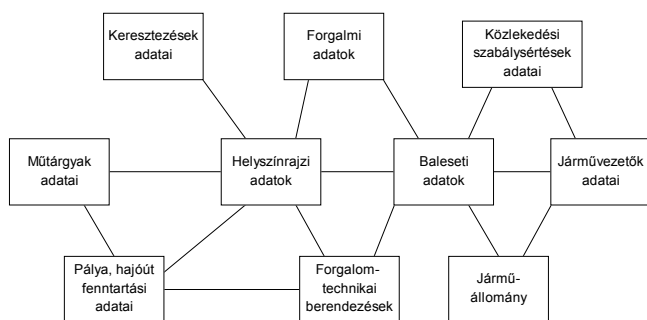 Keresztezések
adatai
Forgalmi
adatok
Közlekedési
szabálysértések
adatai
Műtárgyak
adatai
Helyszínrajzi
adatok
Baleseti
adatok
Járművezetők
adatai
Pálya, hajóút
fenntartási
adatai
Forgalom-
technikai
berendezések
Jármű-
állomány